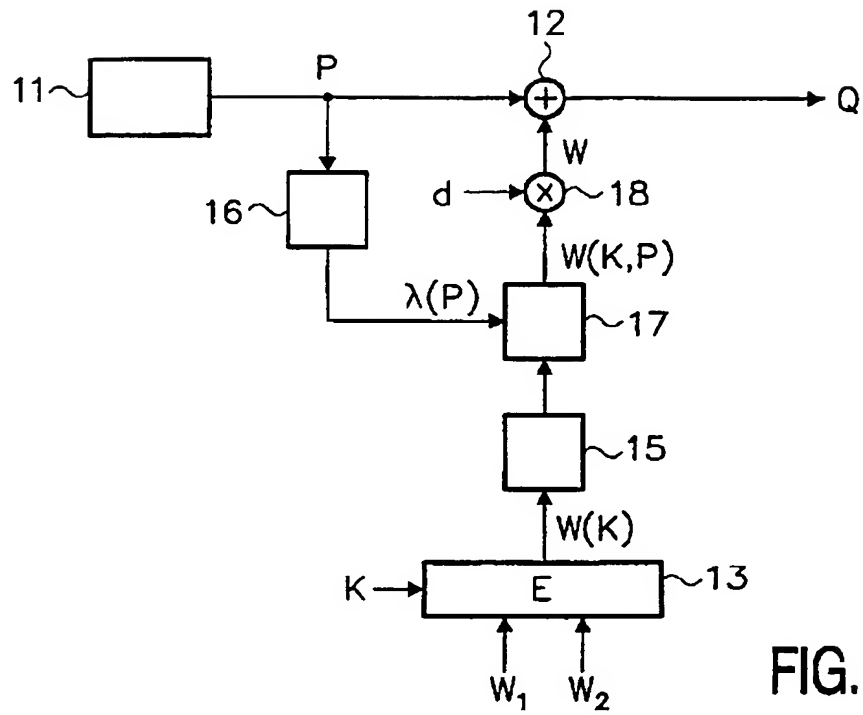 12
11
P
+
Q
W
16
d
×
18
W(K,P)
λ(P)
17
15
W(K)
K
E
13
W₁
W₂
FIG.